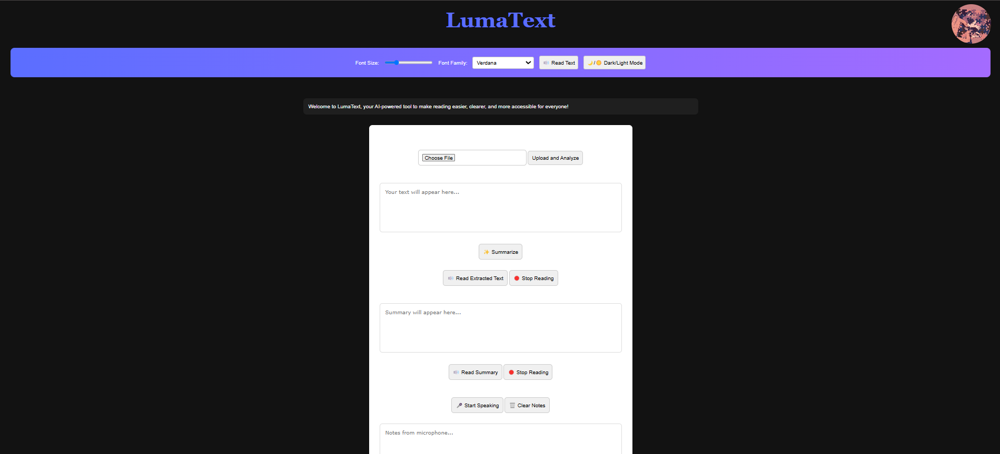 LumaText
Font Size: Font Family: Verdana 🔊 Read Text 🌙/☀️ Dark/Light Mode
Welcome to LumaText, your AI-powered tool to make reading easier, clearer, and more accessible for everyone!
Choose File Upload and Analyze
Your text will appear here...
✨ Summarize
🔊 Read Extracted Text 🔴 Stop Reading
Summary will appear here...
🔊 Read Summary 🔴 Stop Reading
🎤 Start Speaking 🗑️ Clear Notes
Notes from microphone...